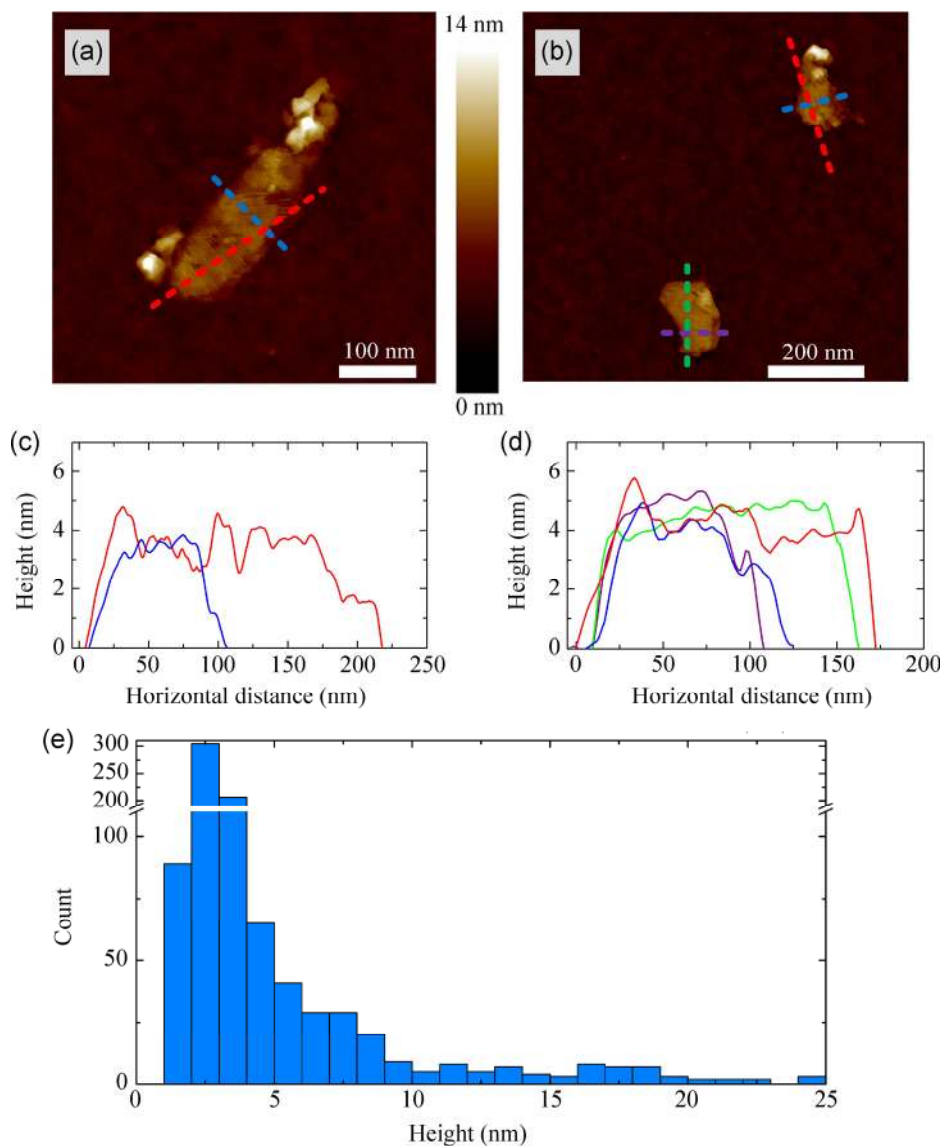 (a)
14 nm
(b)
100 nm
0 nm
200 nm
(c)
6
4
2
0
Height (nm)
0 50 100 150 200 250
Horizontal distance (nm)
(d)
6
4
2
0
Height (nm)
0 50 100 150 200
Horizontal distance (nm)
(e)
300
250
200
100
50
0
Count
0 5 10 15 20 25
Height (nm)